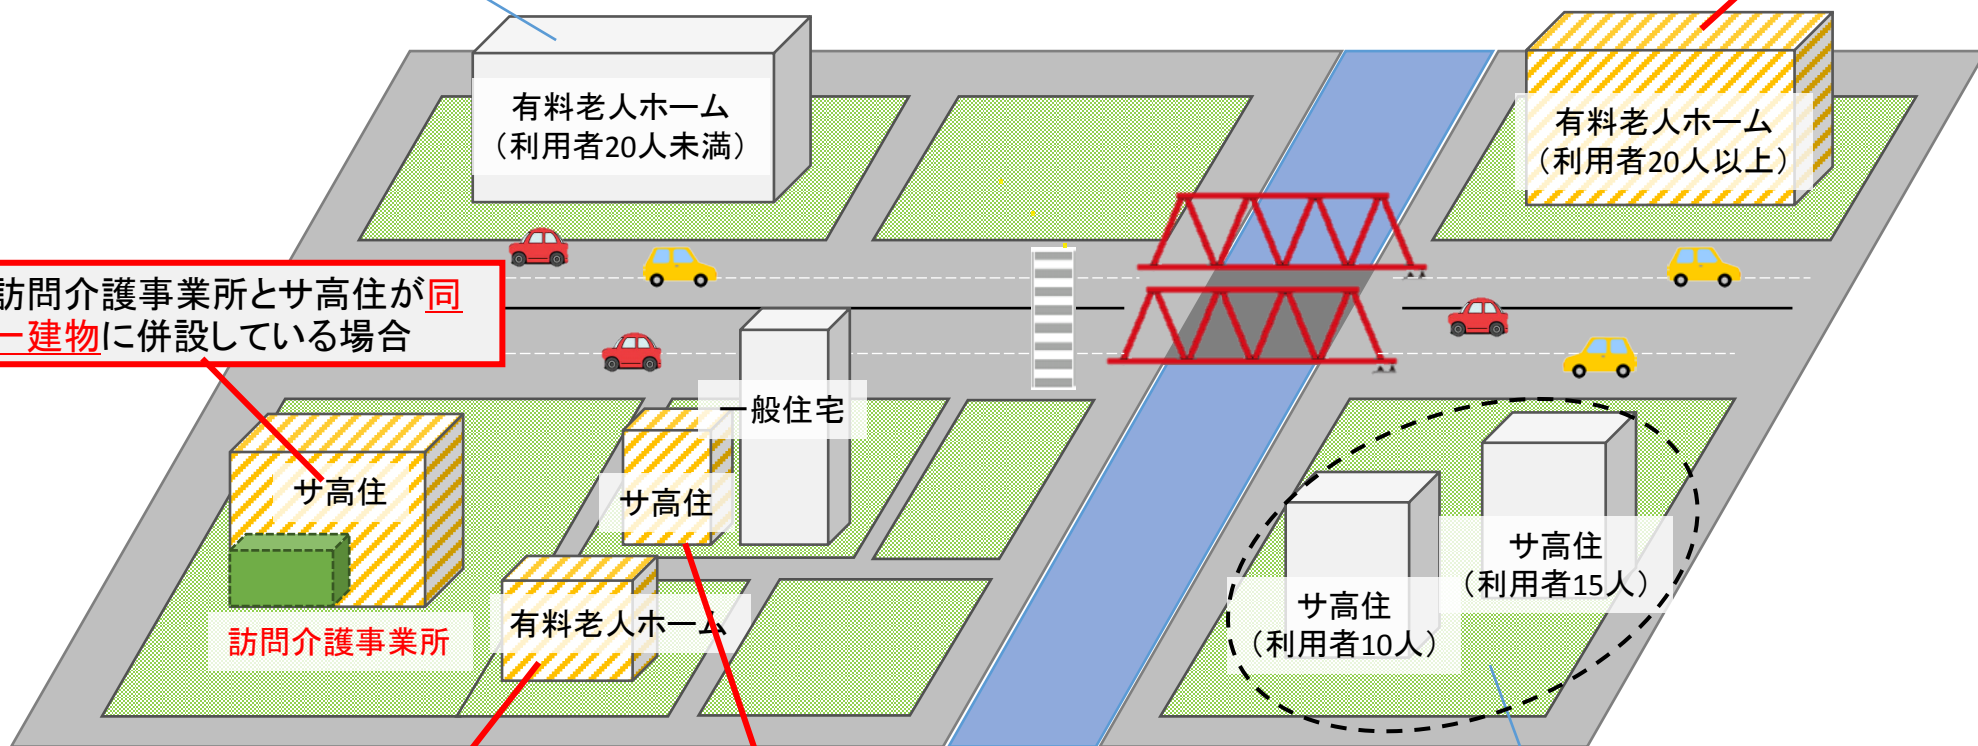 有料老人ホーム
（利用者20人未満）
有料老人ホーム
（利用者20人以上）
訪問介護事業所とサ高住が同
一建物に併設している場合
一般住宅
サ高住
サ高住
サ高住
（利用者15人）
サ高住
（利用者10人）
有料老人ホーム
訪問介護事業所